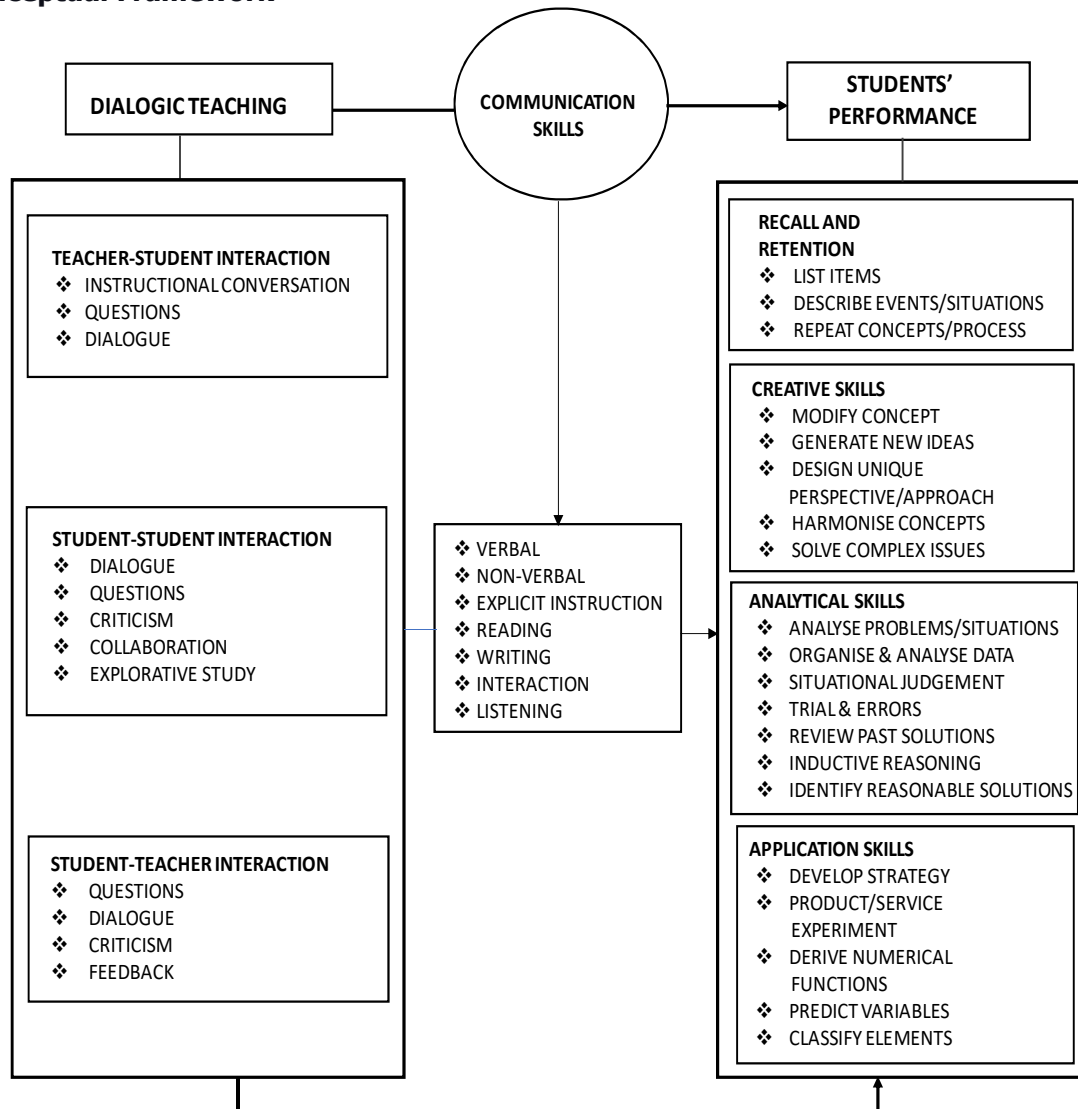 DIALOGIC TEACHING
COMMUNICATION
SKILLS
STUDENTS'
PERFORMANCE
TEACHER-STUDENT INTERACTION
❖ INSTRUCTIONAL CONVERSATION
❖ QUESTIONS
❖ DIALOGUE
STUDENT-STUDENT INTERACTION
❖ DIALOGUE
❖ QUESTIONS
❖ CRITICISM
❖ COLLABORATION
❖ EXPLORATIVE STUDY
STUDENT-TEACHER INTERACTION
❖ QUESTIONS
❖ DIALOGUE
❖ CRITICISM
❖ FEEDBACK
❖ VERBAL
❖ NON-VERBAL
❖ EXPLICIT INSTRUCTION
❖ READING
❖ WRITING
❖ INTERACTION
❖ LISTENING
RECALL AND
RETENTION
❖ LIST ITEMS
❖ DESCRIBE EVENTS/SITUATIONS
❖ REPEAT CONCEPTS/PROCESS
CREATIVE SKILLS
❖ MODIFY CONCEPT
❖ GENERATE NEW IDEAS
❖ DESIGN UNIQUE
PERSPECTIVE/APPROACH
❖ HARMONISE CONCEPTS
❖ SOLVE COMPLEX ISSUES
ANALYTICAL SKILLS
❖ ANALYSE PROBLEMS/SITUATIONS
❖ ORGANISE & ANALYSE DATA
❖ SITUATIONAL JUDGEMENT
❖ TRIAL & ERRORS
❖ REVIEW PAST SOLUTIONS
❖ INDUCTIVE REASONING
❖ IDENTIFY REASONABLE SOLUTIONS
APPLICATION SKILLS
❖ DEVELOP STRATEGY
❖ PRODUCT/SERVICE
EXPERIMENT
❖ DERIVE NUMERICAL
FUNCTIONS
❖ PREDICT VARIABLES
❖ CLASSIFY ELEMENTS